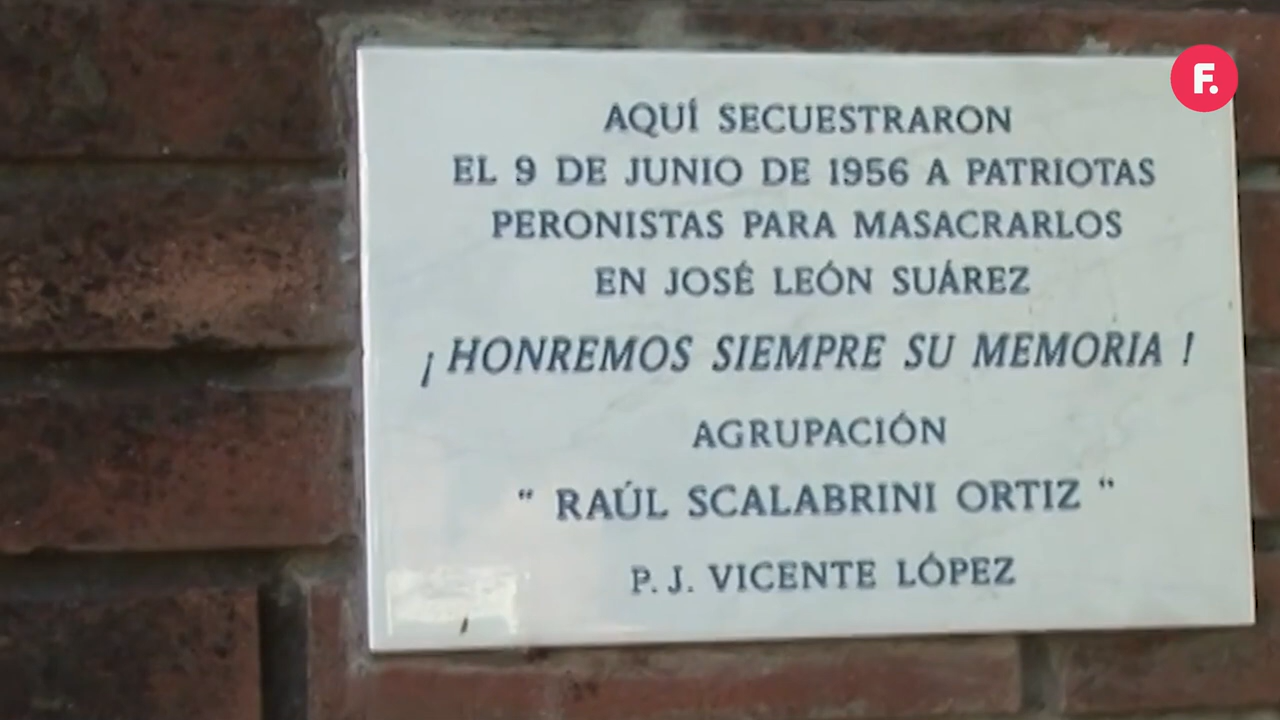 F.
AQUÍ SECUESTRARON
EL 9 DE JUNIO DE 1956 A PATRIOTAS
PERONISTAS PARA MASACRARLOS
EN JOSÉ LEÓN SUÁREZ
¡HONREMOS SIEMPRE SU MEMORIA !
AGRUPACIÓN
“ RAÚL SCALABRINI ORTIZ “
P. J. VICENTE LÓPEZ